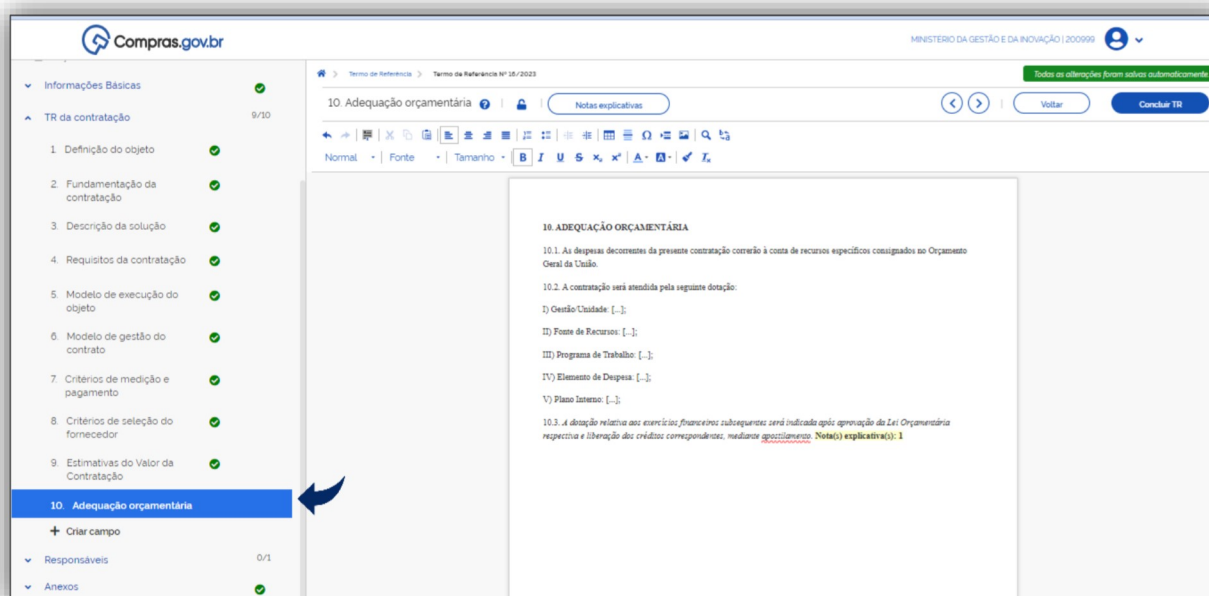 Compras.gov.br
MINISTERIO DA GESTÃO E DA INOVAÇÃO | 200999
Informações Básicas
TR da contratação 9/10
1. Definição do objeto
2. Fundamentação da
contratação
3. Descrição da solução
4. Requisitos da contratação
5. Modelo de execução do
objeto
6. Modelo de gestão do
contrato
7. Critérios de medição e
pagamento
8. Critérios de seleção do
fornecedor
9. Estimativas do Valor da
Contratação
10. Adequação orçamentária
+ Criar campo
Responsáveis 0/1
Anexos
> Termo de Referência > Termo de Referência Nº 16/2023
Todas as alterações foram salvas automaticamente
10. Adequação orçamentária
Notas explicativas
Voltar
Concluir TR
Normal Fonte Tamanho B I U S x₂ x² A A Tx
10. ADEQUAÇÃO ORÇAMENTÁRIA
10.1. As despesas decorrentes da presente contratação correrão à conta de recursos específicos consignados no Orçamento
Geral da União.
10.2. A contratação será atendida pela seguinte dotação:
I) Gestão/Unidade: [...];
II) Fonte de Recursos: [...];
III) Programa de Trabalho: [...];
IV) Elemento de Despesa: [...];
V) Plano Interno: [...];
10.3. A dotação relativa aos exercícios financeiros subsequentes será indicada após aprovação da Lei Orçamentária
respectiva e liberação dos créditos correspondentes, mediante apostilamento. Nota(s) explicativa(s): 1